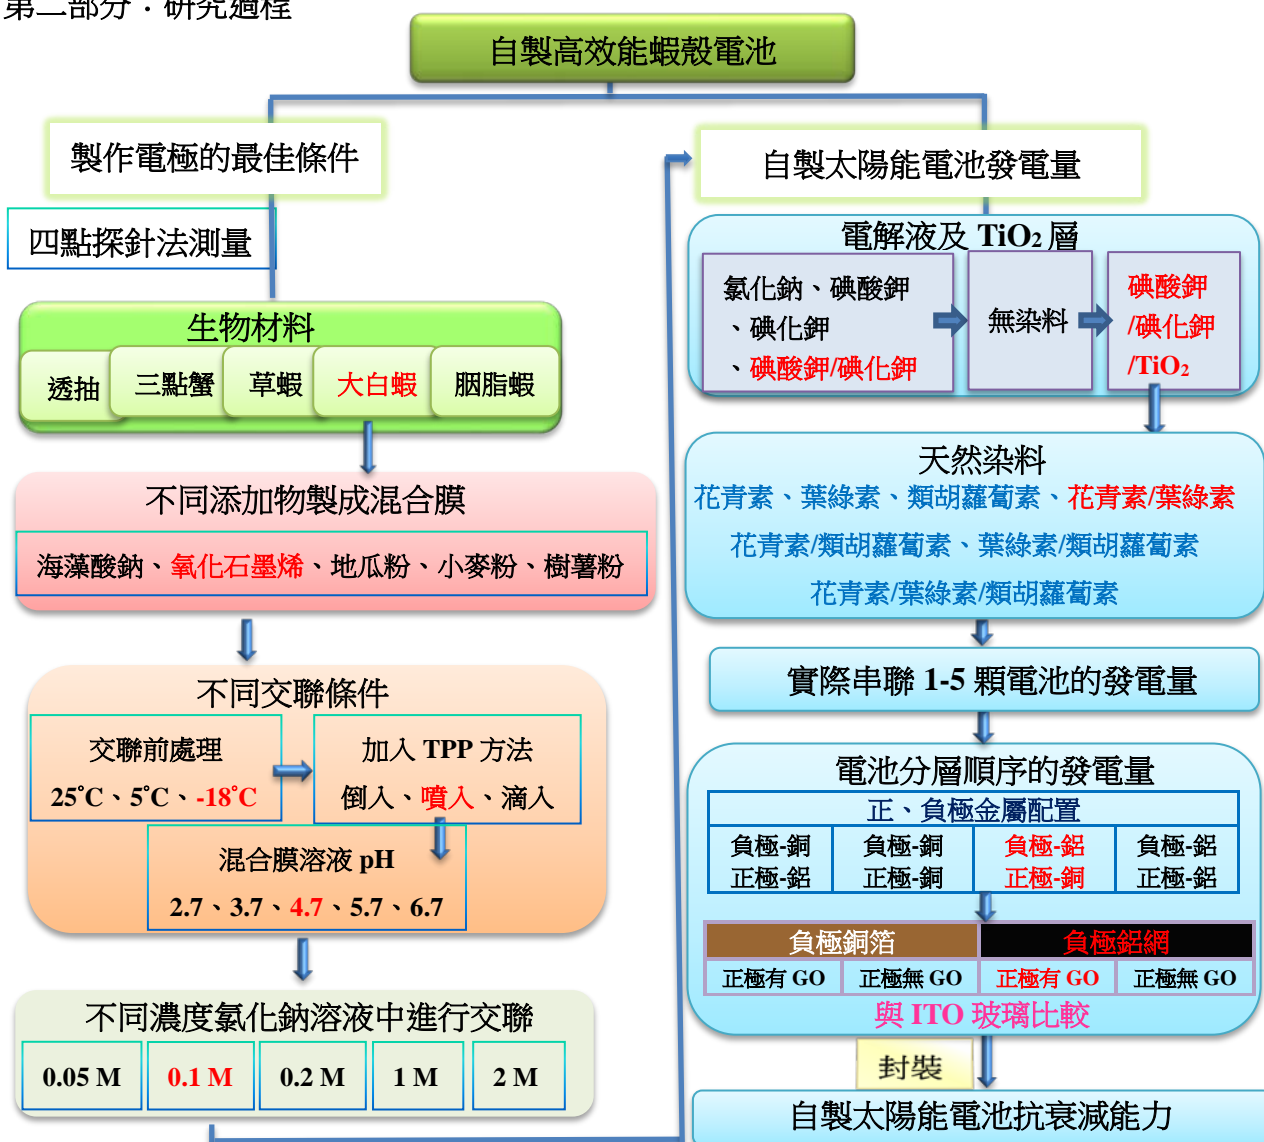 第二部分：研究過程
自製高效能蝦殼電池
製作電極的最佳條件
四點探針法測量
生物材料
透抽
三點蟹
草蝦
大白蝦
胭脂蝦
不同添加物製成混合膜
海藻酸鈉、氧化石墨烯、地瓜粉、小麥粉、樹薯粉
不同交聯條件
交聯前處理
25°C、5°C、-18°C
加入 TPP 方法
倒入、噴入、滴入
混合膜溶液 pH
2.7、3.7、4.7、5.7、6.7
不同濃度氯化鈉溶液中進行交聯
0.05 M
0.1 M
0.2 M
1 M
2 M
自製太陽能電池發電量
電解液及 TiO₂ 層
氯化鈉、碘酸鉀
、碘化鉀
、碘酸鉀/碘化鉀
無染料
碘酸鉀
/碘化鉀
/TiO₂
天然染料
花青素、葉綠素、類胡蘿蔔素、花青素/葉綠素
花青素/類胡蘿蔔素、葉綠素/類胡蘿蔔素
花青素/葉綠素/類胡蘿蔔素
實際串聯 1-5 顆電池的發電量
電池分層順序的發電量
正、負極金屬配置
負極-銅 負極-銅 負極-鋁 負極-鋁
正極-鋁 正極-銅 正極-銅 正極-鋁
負極銅箔 負極鋁網
正極有 GO 正極無 GO 正極有 GO 正極無 GO
與 ITO 玻璃比較
封裝
自製太陽能電池抗衰減能力